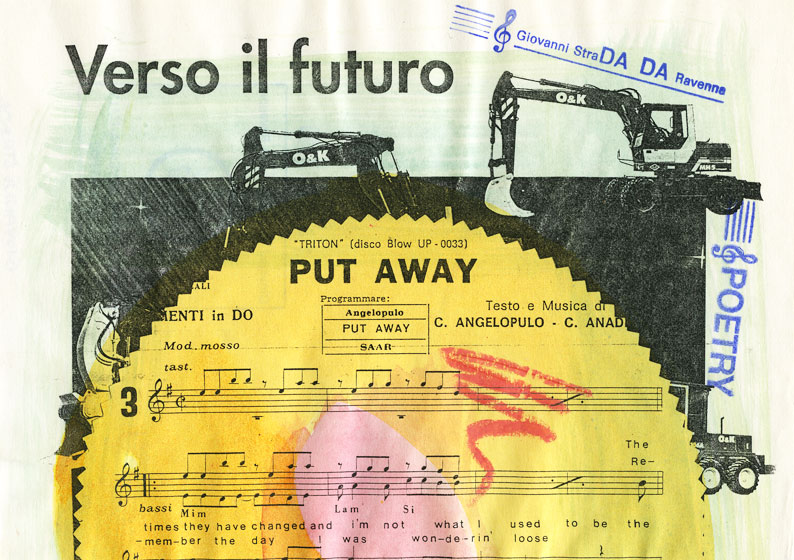 Verso il futuro
Giovanni StraDA DA Ravenna
O&K
O&K
MH5
POETRY
"TRITON" (disco Blow UP - 0033)
PUT AWAY
ALI
MENTI in DO
Programmare:
Angelopulo
PUT AWAY
SAAR
Testo e Musica di
C. ANGELOPULO - C. ANAD
Mod. mosso
tast.
3
O&K
The
Re-
bassi Mim Lam Si
times they have changed and i'm not what I used to be the
-mem-ber the day I was won-de-rin' loose